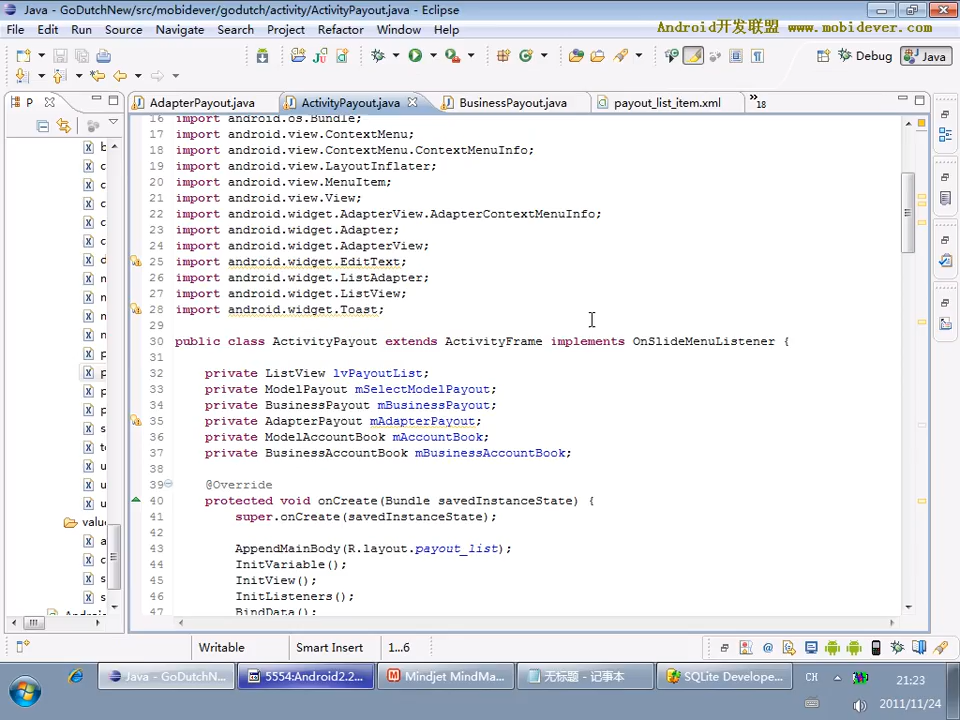 Java - GoDutchNew/src/mobidever/godutch/activity/ActivityPayout.java - Eclipse
File Edit Run Source Navigate Search Project Refactor Window Help
Android开发联盟 www.mobidever.com
Debug
Java
P
AdapterPayout.java
ActivityPayout.java
BusinessPayout.java
payout_list_item.xml
»18
16 import android.os.Bundle;
17 import android.view.ContextMenu;
18 import android.view.ContextMenu.ContextMenuInfo;
19 import android.view.LayoutInflater;
20 import android.view.MenuItem;
21 import android.view.View;
22 import android.widget.AdapterView.AdapterContextMenuInfo;
23 import android.widget.Adapter;
24 import android.widget.AdapterView;
25 import android.widget.EditText;
26 import android.widget.ListAdapter;
27 import android.widget.ListView;
28 import android.widget.Toast;
29
30 public class ActivityPayout extends ActivityFrame implements OnSlideMenuListener {
31
32 private ListView lvPayoutList;
33 private ModelPayout mSelectModelPayout;
34 private BusinessPayout mBusinessPayout;
35 private AdapterPayout mAdapterPayout;
36 private ModelAccountBook mAccountBook;
37 private BusinessAccountBook mBusinessAccountBook;
38
39 @Override
40 protected void onCreate(Bundle savedInstanceState) {
41 super.onCreate(savedInstanceState);
42
43 AppendMainBody(R.layout.payout_list);
44 InitVariable();
45 InitView();
46 InitListeners();
47 BindData();
valu
Writable
Smart Insert
1...6
Java - GoDutchN...
5554:Android2.2...
Mindjet MindMa...
无标题 - 记事本
SQLite Develope...
CH
21:23
2011/11/24